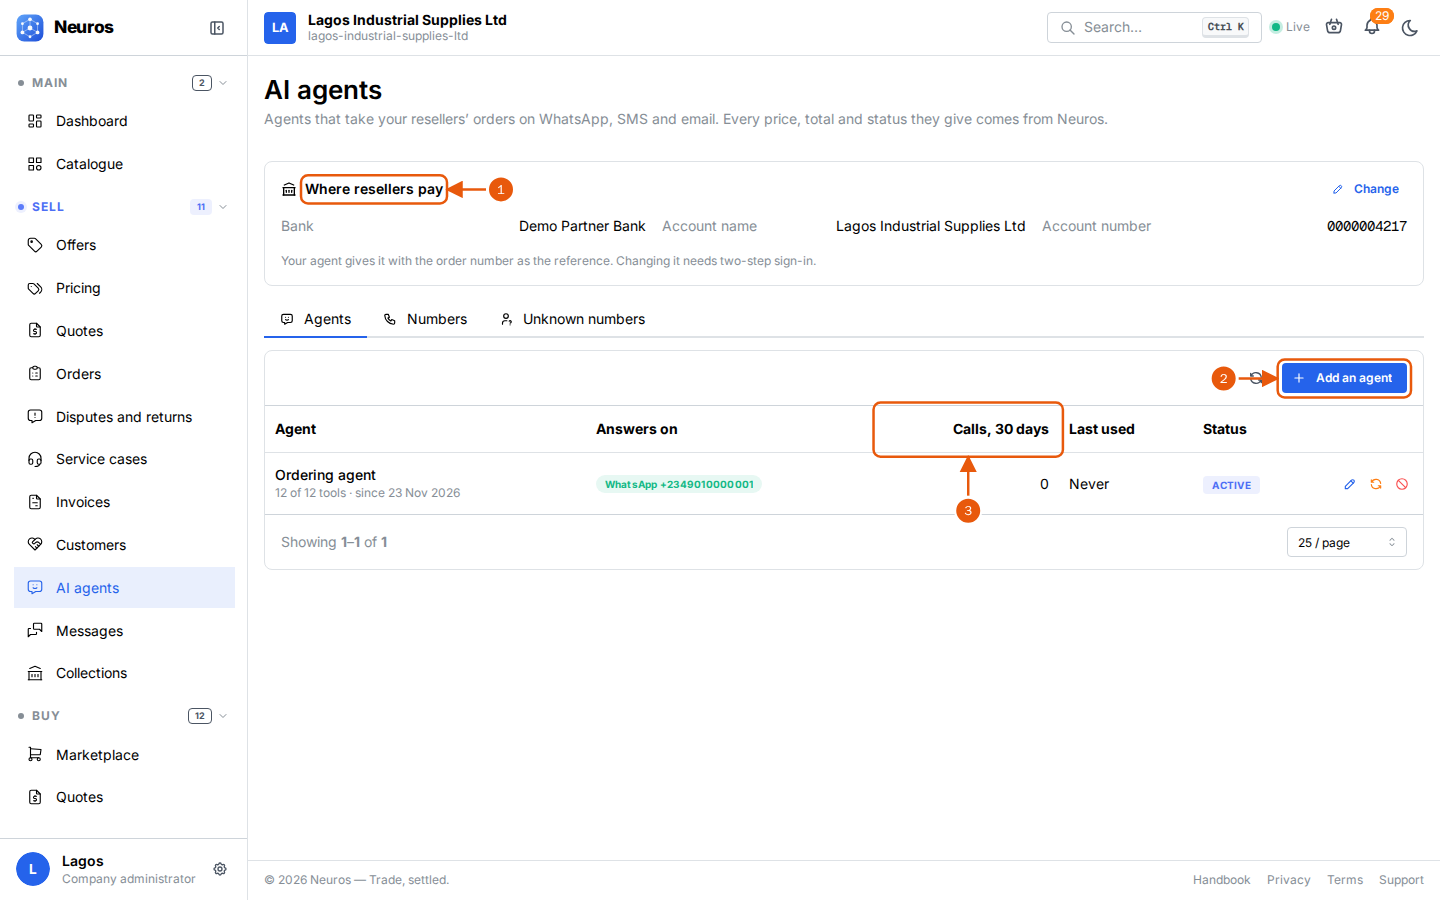 Neuros
MAIN
2
Dashboard
Catalogue
SELL
11
Offers
Pricing
Quotes
Orders
Disputes and returns
Service cases
Invoices
Customers
AI agents
Messages
Collections
BUY
12
Marketplace
Quotes
L
Lagos
Company administrator
LA
Lagos Industrial Supplies Ltd
lagos-industrial-supplies-ltd
Search...
Ctrl K
Live
29
AI agents
Agents that take your resellers' orders on WhatsApp, SMS and email. Every price, total and status they give comes from Neuros.
Where resellers pay
1
Change
Bank Demo Partner Bank Account name Lagos Industrial Supplies Ltd Account number 0000004217
Your agent gives it with the order number as the reference. Changing it needs two-step sign-in.
Agents Numbers Unknown numbers
2
Add an agent
Agent Answers on Calls, 30 days Last used Status
Ordering agent
12 of 12 tools · since 23 Nov 2026
WhatsApp +2349010000001
0
Never
ACTIVE
3
Showing 1–1 of 1
25 / page
© 2026 Neuros — Trade, settled.
Handbook Privacy Terms Support